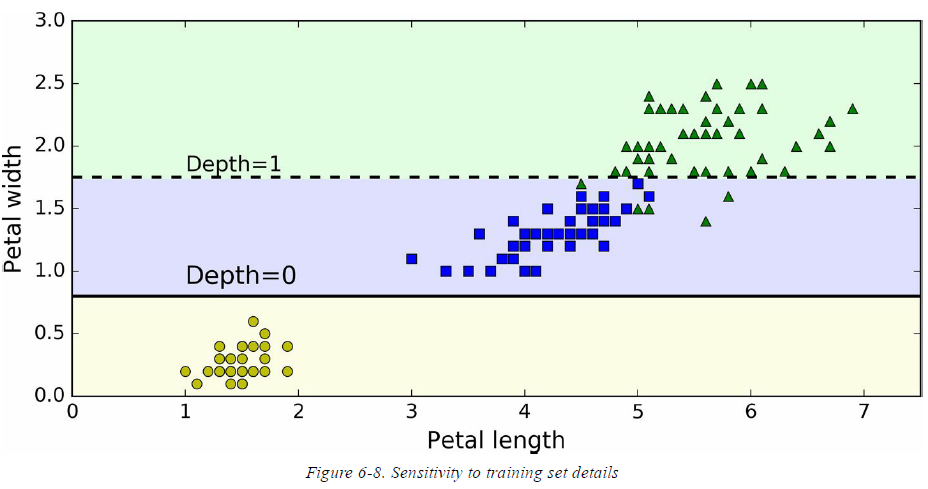 3.0
2.5
2.0
1.5
1.0
0.5
0.0
Petal width
Depth=1
Depth=0
0 1 2 3 4 5 6 7
Petal length
Figure 6-8. Sensitivity to training set details